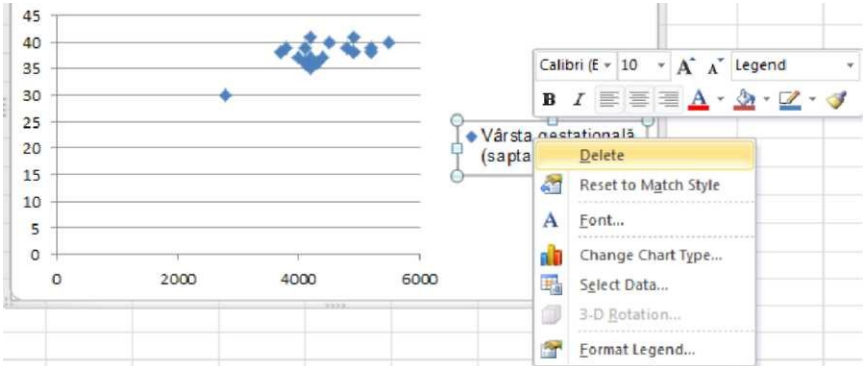 45
40
35
30
25
20
15
10
5
0
0 2000 4000 6000
Vârsta gestatională
(sapta
Calibri (E 10 A A Legend
B I A
Delete
Reset to Match Style
A Font...
Change Chart Type...
Select Data...
3-D Rotation...
Format Legend...